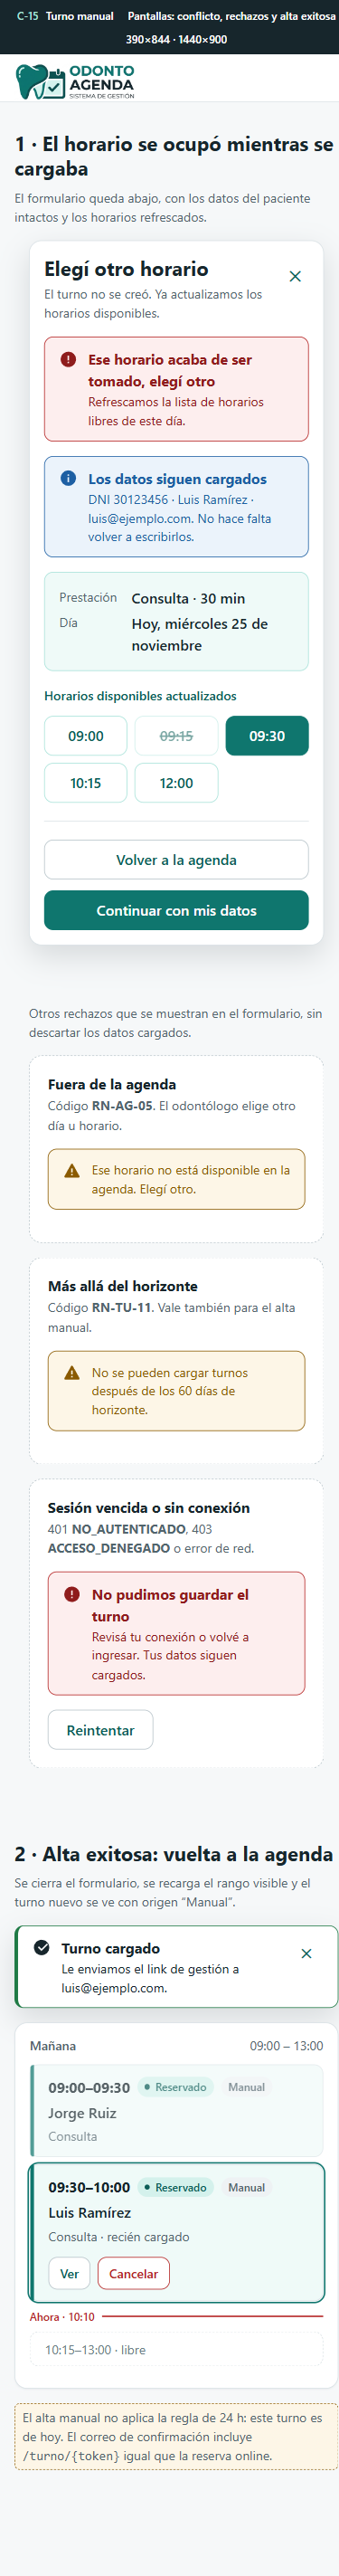 C-15 Turno manual Pantallas: conflicto, rechazos y alta exitosa
390×844 · 1440×900
ODONTO
AGENDA
SISTEMA DE GESTIÓN
1 · El horario se ocupó mientras se
cargaba
El formulario queda abajo, con los datos del paciente
intactos y los horarios refrescados.
Elegí otro horario
El turno no se creó. Ya actualizamos los
horarios disponibles.
Ese horario acaba de ser
tomado, elegí otro
Refrescamos la lista de horarios
libres de este día.
Los datos siguen cargados
DNI 30123456 · Luis Ramírez ·
luis@ejemplo.com. No hace falta
volver a escribirlos.
Prestación Consulta · 30 min
Día Hoy, miércoles 25 de
noviembre
Horarios disponibles actualizados
09:00 09:15 09:30
10:15 12:00
Volver a la agenda
Continuar con mis datos
Otros rechazos que se muestran en el formulario, sin
descartar los datos cargados.
Fuera de la agenda
Código RN-AG-05. El odontólogo elige otro
día u horario.
Ese horario no está disponible en la
agenda. Elegí otro.
Más allá del horizonte
Código RN-TU-11. Vale también para el alta
manual.
No se pueden cargar turnos
después de los 60 días de
horizonte.
Sesión vencida o sin conexión
401 NO_AUTENTICADO, 403
ACCESO_DENEGADO o error de red.
No pudimos guardar el
turno
Revisá tu conexión o volvé a
ingresar. Tus datos siguen
cargados.
Reintentar
2 · Alta exitosa: vuelta a la agenda
Se cierra el formulario, se recarga el rango visible y el
turno nuevo se ve con origen “Manual”.
Turno cargado
Le enviamos el link de gestión a
luis@ejemplo.com.
Mañana 09:00 – 13:00
09:00–09:30 Reservado Manual
Jorge Ruiz
Consulta
09:30–10:00 Reservado Manual
Luis Ramírez
Consulta · recién cargado
Ver Cancelar
Ahora · 10:10
10:15–13:00 · libre
El alta manual no aplica la regla de 24 h: este turno es
de hoy. El correo de confirmación incluye
/turno/{token} igual que la reserva online.